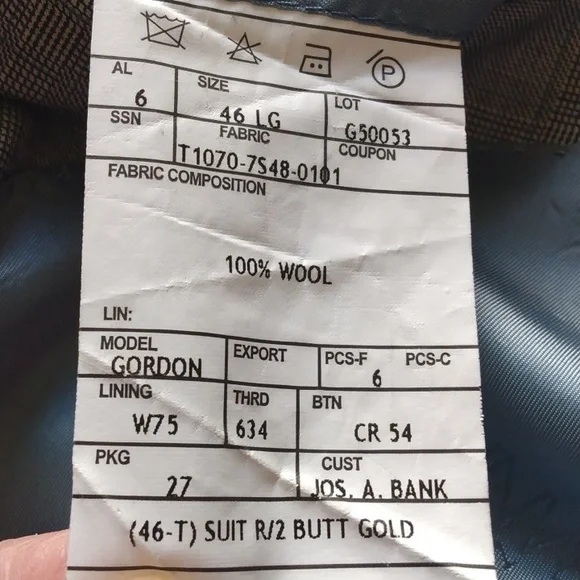 P
AL SIZE LOT
6 46 LG G50053
SSN FABRIC COUPON
T1070-7S48-0101
FABRIC COMPOSITION
100% WOOL
LIN:
MODEL EXPORT PCS-F PCS-C
GORDON 6
LINING THRD BTN
W75 634 CR 54
PKG CUST
27 JOS. A. BANK
(46-T) SUIT R/2 BUTT GOLD